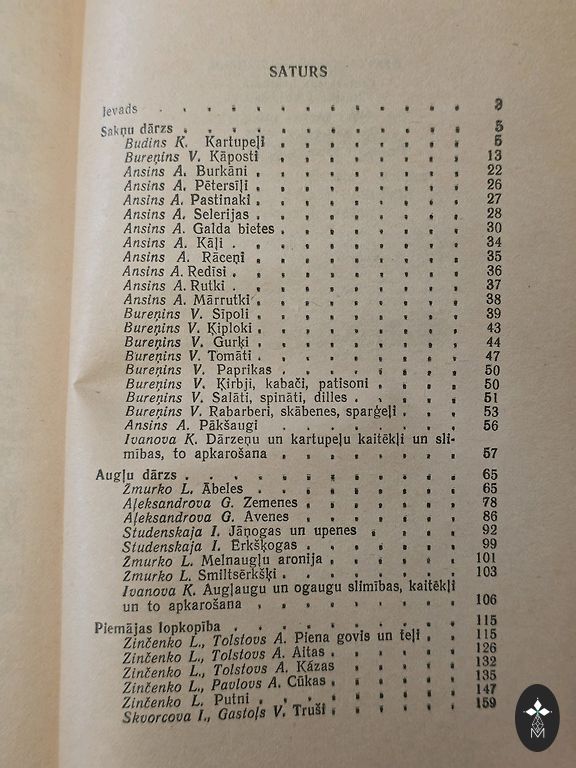 SATURS
Ievads . . . . . . . . . . . . 3
Sakņu dārzs . . . . . . . . . . . 5
Budins K. Kartupeļi . . . . . . . . 5
Bureņins V. Kāposti . . . . . . . . 13
Ansins A. Burkāni . . . . . . . . . 22
Ansins A. Pētersīļi . . . . . . . . 26
Ansins A. Pastinaki . . . . . . . . 27
Ansins A. Selerijas . . . . . . . . 28
Ansins A. Galda bietes . . . . . . . 30
Ansins A. Kāļi . . . . . . . . . . 34
Ansins A. Rāceņi . . . . . . . . . 35
Ansins A. Redīsi . . . . . . . . . 36
Ansins A. Rutki . . . . . . . . . 37
Ansins A. Mārrutki . . . . . . . . 38
Bureņins V. Sīpoli . . . . . . . . 39
Bureņins V. Ķiploki . . . . . . . . 43
Bureņins V. Gurķi . . . . . . . . 44
Bureņins V. Tomāti . . . . . . . . 47
Bureņins V. Paprikas . . . . . . . 50
Bureņins V. Ķirbji, kabači, patisoni . . . . 50
Bureņins V. Salāti, spināti, dilles . . . . . 51
Bureņins V. Rabarberi, skābenes, sparģeļi . . . 53
Ansins A. Pākšaugi . . . . . . . . 56
Ivanova K. Dārzeņu un kartupeļu kaitēkļi un sli-
mības, to apkarošana . . . . . . . 57
Augļu dārzs . . . . . . . . . . . 65
Žmurko L. Ābeles . . . . . . . . . 65
Aļeksandrova G. Zemenes . . . . . . . 78
Aļeksandrova G. Avenes . . . . . . . 86
Studenskaja I. Jāņogas un upenes . . . . 92
Studenskaja I. Ērkšķogas . . . . . . . 99
Žmurko L. Melnaugļu aronija . . . . . . 101
Žmurko L. Smiltsērkšķi . . . . . . . 103
Ivanova K. Augļaugu un ogaugu slimības, kaitēkļi
un to apkarošana . . . . . . . . 106
Piemājas lopkopība . . . . . . . . . 115
Zinčenko L., Tolstovs A. Piena govis un teļi . . 115
Zinčenko L., Tolstovs A. Aitas . . . . . . 126
Zinčenko L., Tolstovs A. Kazas . . . . . 132
Zinčenko L., Pavlovs A. Cūkas . . . . . 135
Zinčenko L. Putni . . . . . . . . . 147
Skvorcova I., Gastoļs V. Truši . . . . . . 159
M